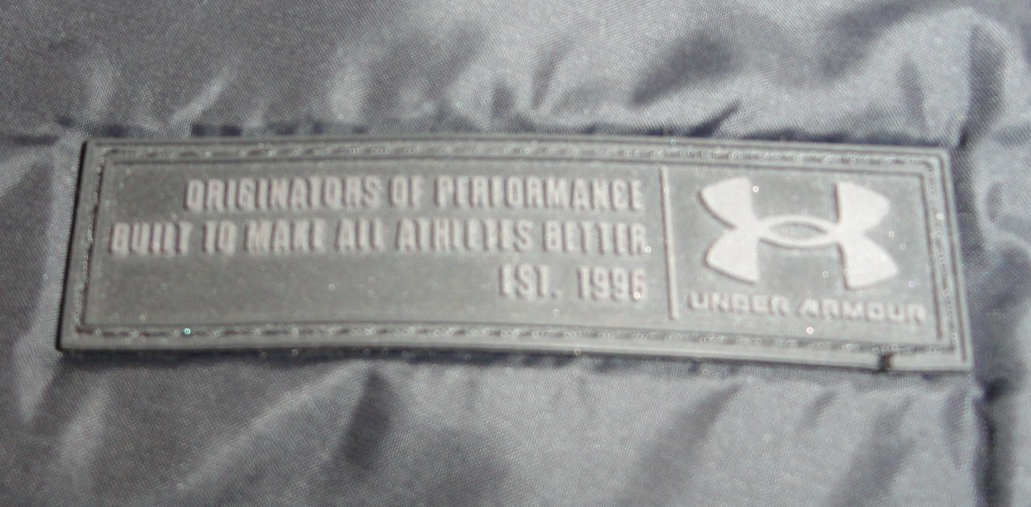 ORIGINATORS OF PERFORMANCE
BUILT TO MAKE ALL ATHLETES BETTER.
EST. 1996
UNDER ARMOUR